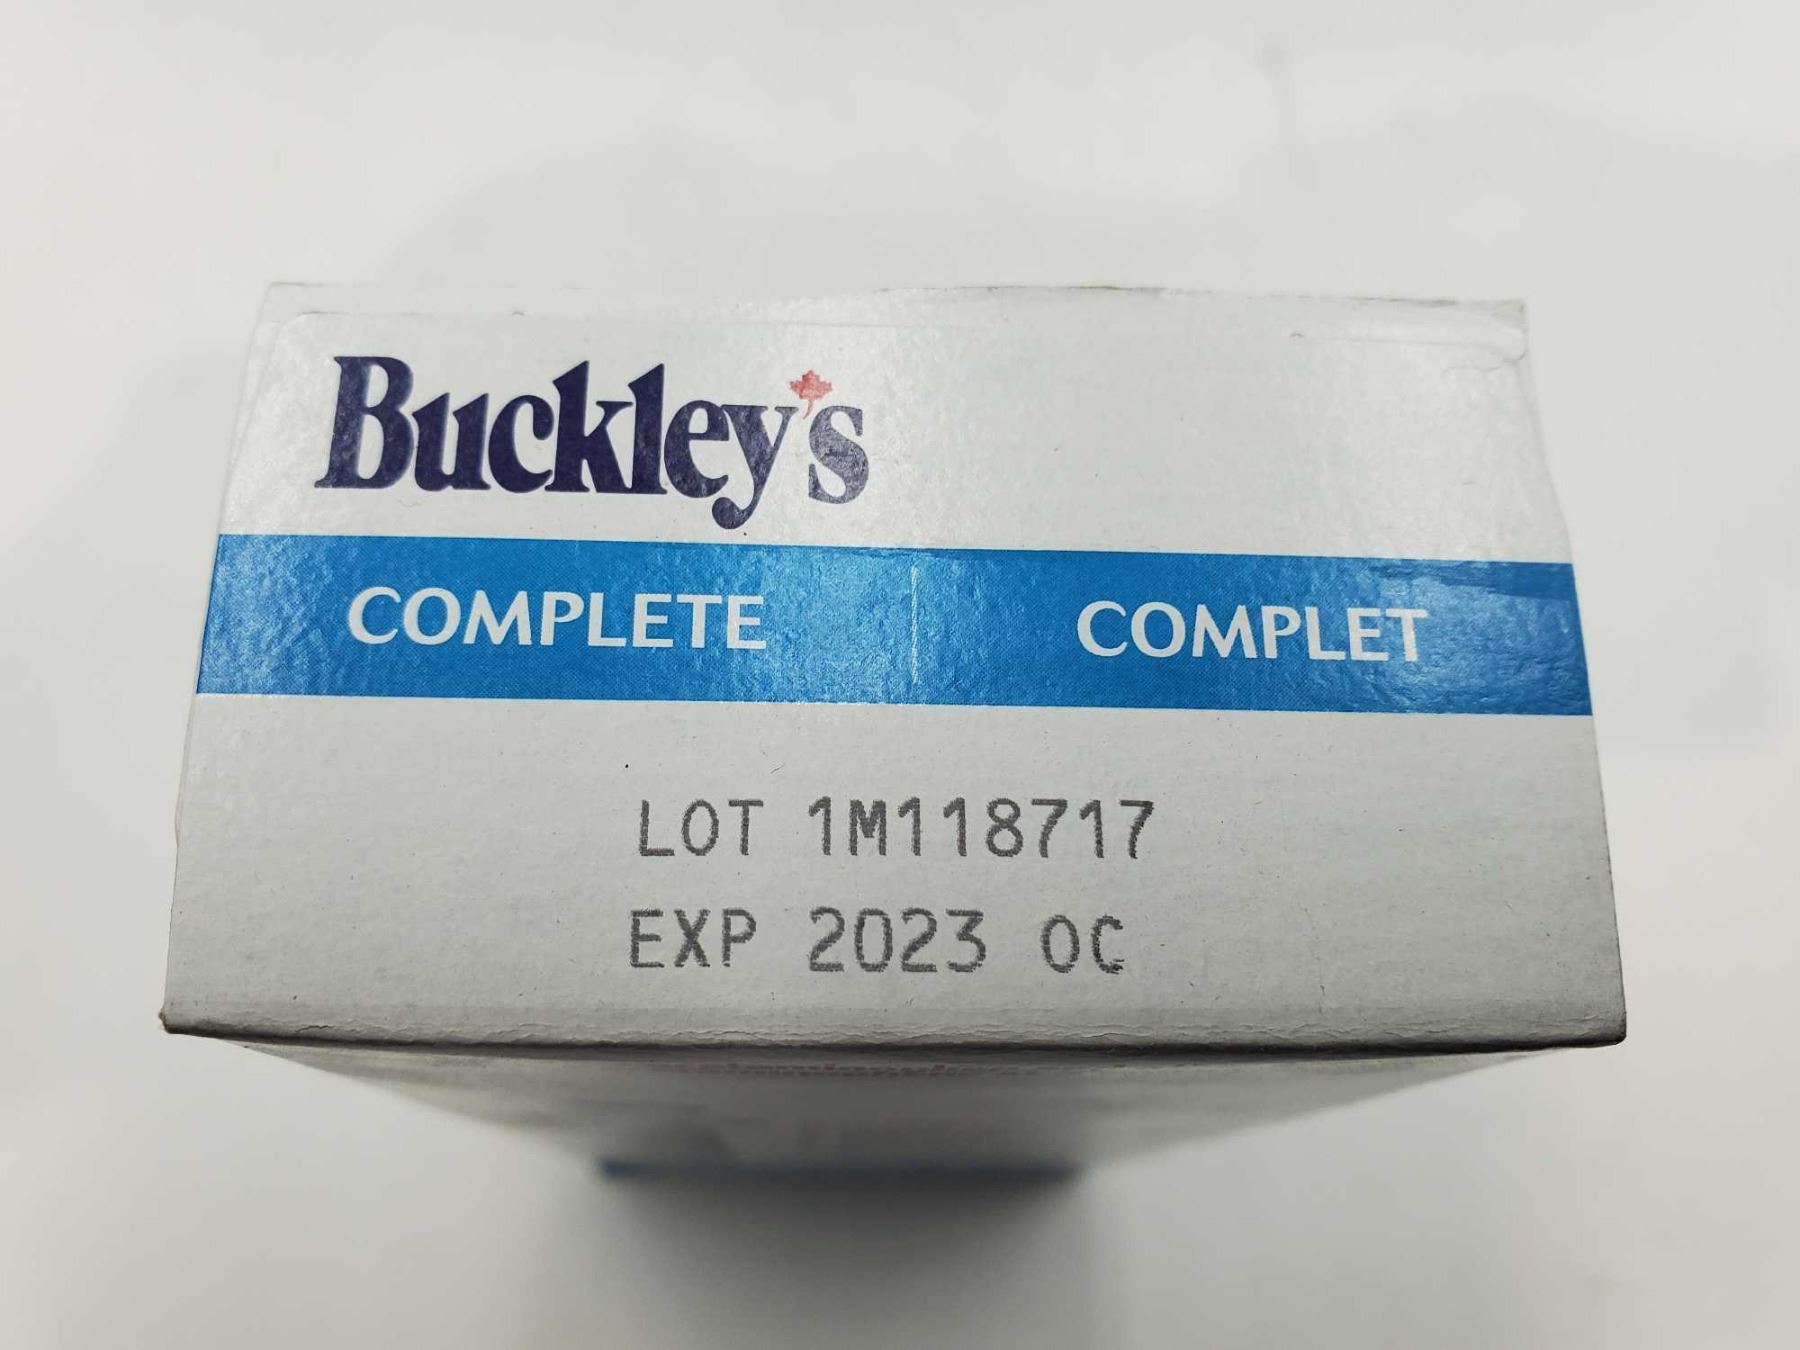 Buckley's
COMPLETE COMPLET
LOT 1M118717
EXP 2023 OC